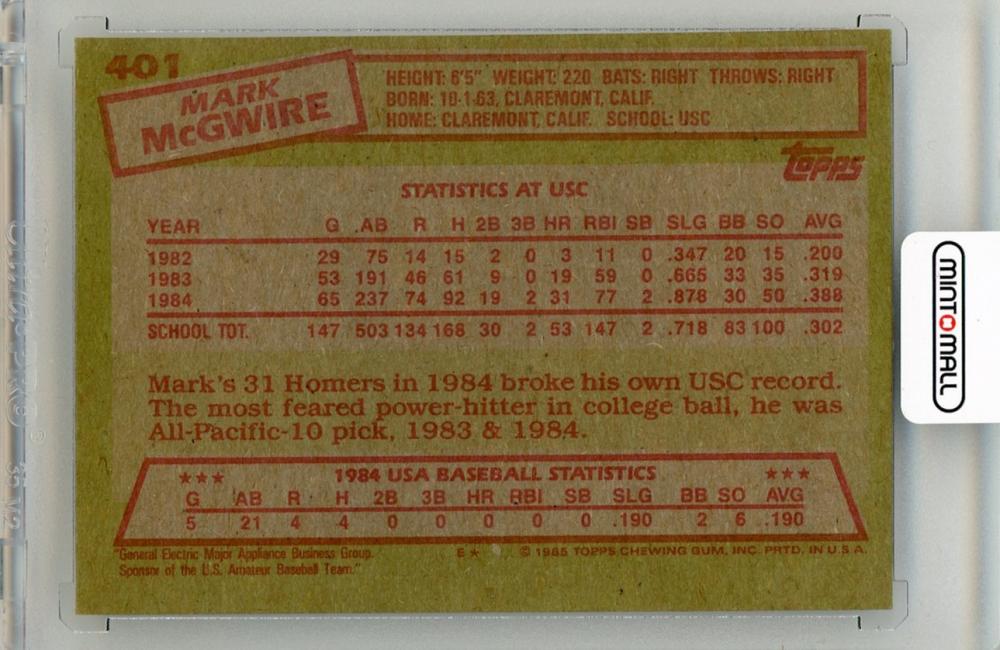 401
MARK
McGWIRE
HEIGHT: 6'5" WEIGHT: 220 BATS: RIGHT THROWS: RIGHT
BORN: 10-1-63, CLAREMONT, CALIF.
HOME: CLAREMONT, CALIF. SCHOOL: USC
Topps
STATISTICS AT USC
YEAR G AB R H 2B 3B HR RBI SB SLG BB SO AVG
1982 29 75 14 15 2 0 3 11 0 .347 20 15 .200
1983 53 191 46 61 9 0 19 59 0 .665 33 35 .319
1984 65 237 74 92 19 2 31 77 2 .878 30 50 .388
SCHOOL TOT. 147 503 134 168 30 2 53 147 2 .718 83 100 .302
Mark's 31 Homers in 1984 broke his own USC record.
The most feared power-hitter in college ball, he was
All-Pacific-10 pick, 1983 & 1984.
★★★ 1984 USA BASEBALL STATISTICS ★★★
G AB R H 2B 3B HR RBI SB SLG BB SO AVG
5 21 4 4 0 0 0 0 0 .190 2 6 .190
"General Electric-Major Appliance Business Group.
Sponsor of the U.S. Amateur Baseball Team."
E★ © 1985 TOPPS CHEWING GUM, INC. PRTD. IN U.S.A.
MINTOMALL